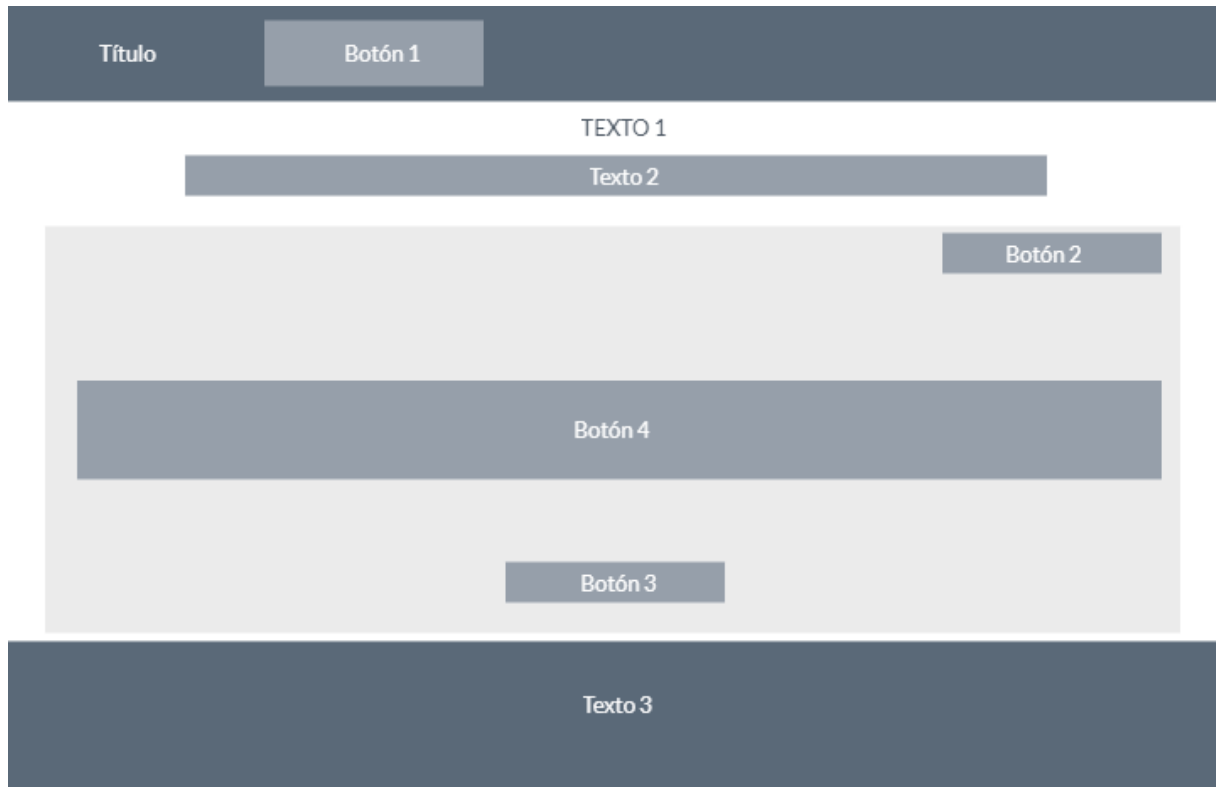 Título
Botón 1
TEXTO 1
Texto 2
Botón 2
Botón 4
Botón 3
Texto 3